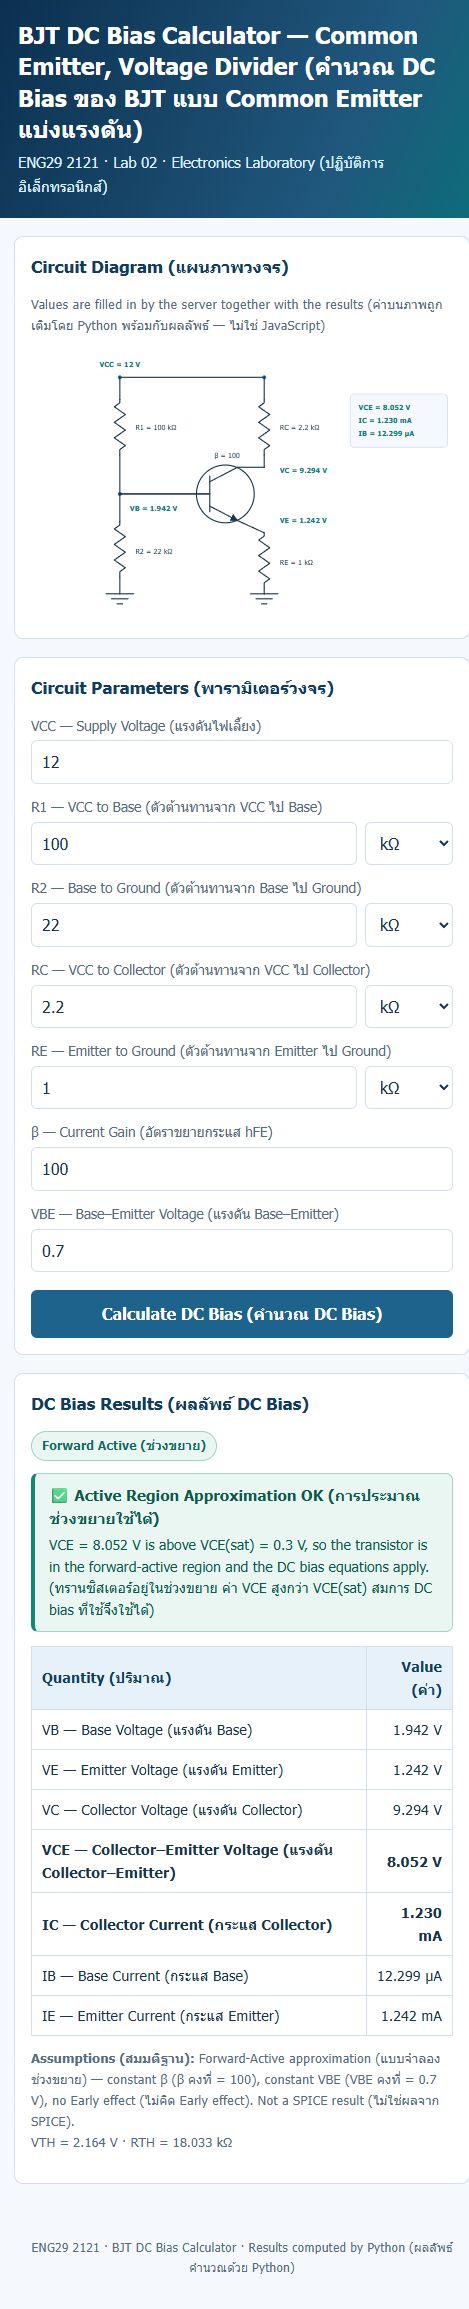 BJT DC Bias Calculator — Common
Emitter, Voltage Divider (คำนวณ DC
Bias ของ BJT แบบ Common Emitter
แบ่งแรงดัน)
ENG29 2121 · Lab 02 · Electronics Laboratory (ปฏิบัติการ
อิเล็กทรอนิกส์)
Circuit Diagram (แผนภาพวงจร)
Values are filled in by the server together with the results (ค่าบนภาพถูก
เติมโดย Python พร้อมกับผลลัพธ์ — ไม่ใช่ JavaScript)
VCC = 12 V
VCE = 8.052 V
IC = 1.230 mA
IB = 12.299 µA
R1 = 100 kΩ
RC = 2.2 kΩ
β = 100
VC = 9.294 V
VB = 1.942 V
VE = 1.242 V
R2 = 22 kΩ
RE = 1 kΩ
Circuit Parameters (พารามิเตอร์วงจร)
VCC — Supply Voltage (แรงดันไฟเลี้ยง)
12
R1 — VCC to Base (ตัวต้านทานจาก VCC ไป Base)
100 kΩ
R2 — Base to Ground (ตัวต้านทานจาก Base ไป Ground)
22 kΩ
RC — VCC to Collector (ตัวต้านทานจาก VCC ไป Collector)
2.2 kΩ
RE — Emitter to Ground (ตัวต้านทานจาก Emitter ไป Ground)
1 kΩ
β — Current Gain (อัตราขยายกระแส hFE)
100
VBE — Base–Emitter Voltage (แรงดัน Base–Emitter)
0.7
Calculate DC Bias (คำนวณ DC Bias)
DC Bias Results (ผลลัพธ์ DC Bias)
Forward Active (ช่วงขยาย)
✅ Active Region Approximation OK (การประมาณ
ช่วงขยายใช้ได้)
VCE = 8.052 V is above VCE(sat) = 0.3 V, so the transistor is
in the forward-active region and the DC bias equations apply.
(ทรานซิสเตอร์อยู่ในช่วงขยาย ค่า VCE สูงกว่า VCE(sat) สมการ DC
bias ที่ใช้จึงใช้ได้)
Quantity (ปริมาณ) Value
(ค่า)
VB — Base Voltage (แรงดัน Base) 1.942 V
VE — Emitter Voltage (แรงดัน Emitter) 1.242 V
VC — Collector Voltage (แรงดัน Collector) 9.294 V
VCE — Collector–Emitter Voltage (แรงดัน
Collector–Emitter) 8.052 V
IC — Collector Current (กระแส Collector) 1.230
mA
IB — Base Current (กระแส Base) 12.299 µA
IE — Emitter Current (กระแส Emitter) 1.242 mA
Assumptions (สมมติฐาน): Forward-Active approximation (แบบจำลอง
ช่วงขยาย) — constant β (β คงที่ = 100), constant VBE (VBE คงที่ = 0.7
V), no Early effect (ไม่คิด Early effect). Not a SPICE result (ไม่ใช่ผลจาก
SPICE).
VTH = 2.164 V · RTH = 18.033 kΩ
ENG29 2121 · BJT DC Bias Calculator · Results computed by Python (ผลลัพธ์
คำนวณด้วย Python)